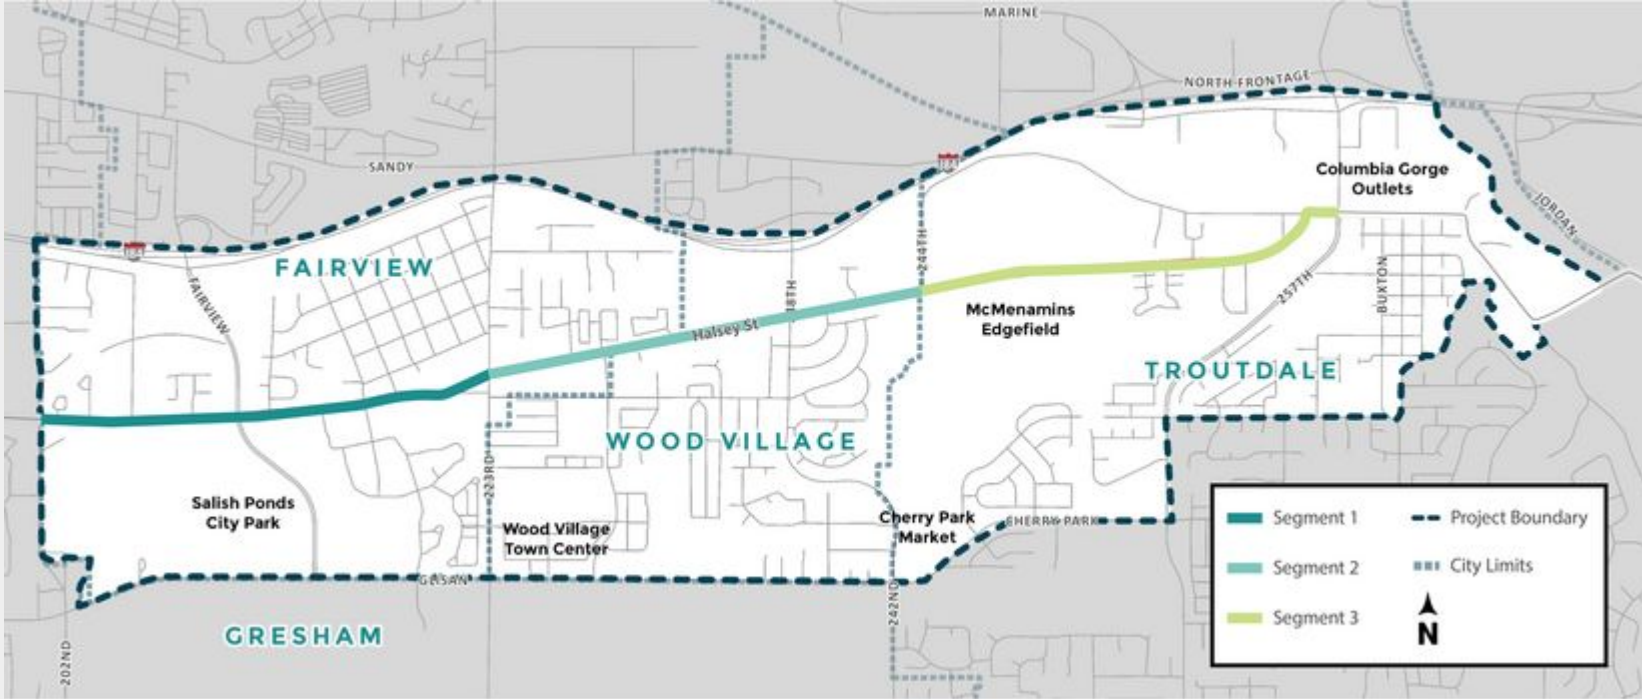 MARINE
NORTH FRONTAGE
SANDY
84
Columbia Gorge
Outlets
JORDAN
84
FAIRVIEW
FAIRVIEW
244TH
18TH
257TH
BUXTON
McMenamins
Edgefield
Halsey St
TROUTDALE
WOOD VILLAGE
223RD
Salish Ponds
City Park
Wood Village
Town Center
Cherry Park
Market
CHERRY PARK
GLISAN
242ND
GRESHAM
202ND
Segment 1
Segment 2
Segment 3
Project Boundary
City Limits
N